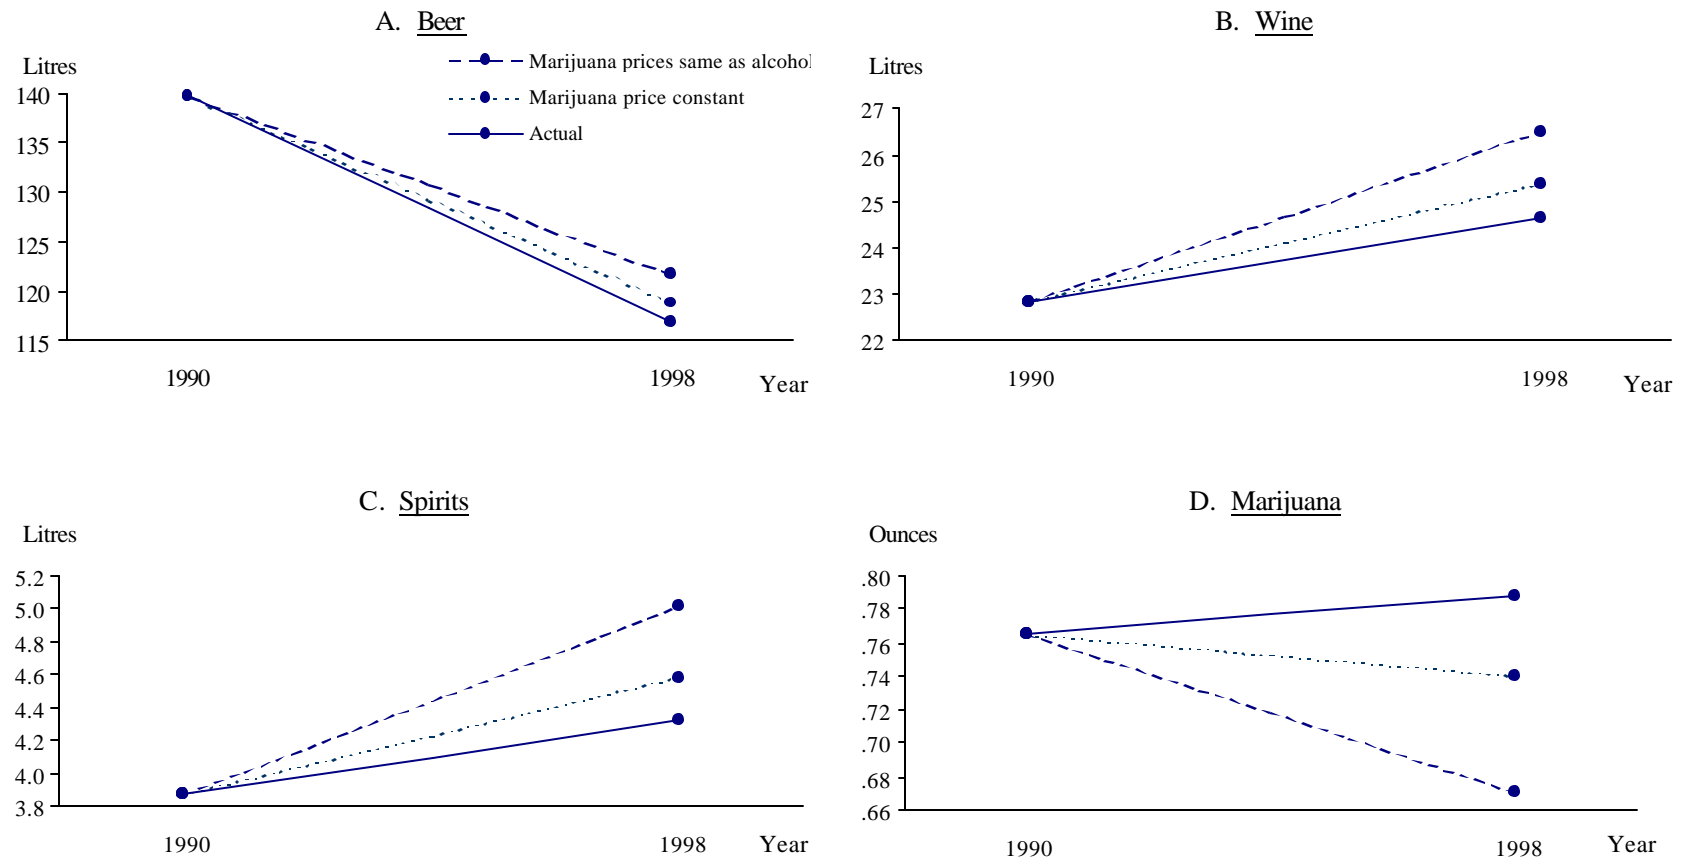 A. Beer
Litres
Marijuana prices same as alcohol
Marijuana price constant
Actual
140
135
130
125
120
115
1990
1998
Year
B. Wine
Litres
27
26
25
24
23
22
1990
1998
Year
C. Spirits
Litres
5.2
5.0
4.8
4.6
4.4
4.2
4.0
3.8
1990
1998
Year
D. Marijuana
Ounces
.80
.78
.76
.74
.72
.70
.68
.66
1990
1998
Year